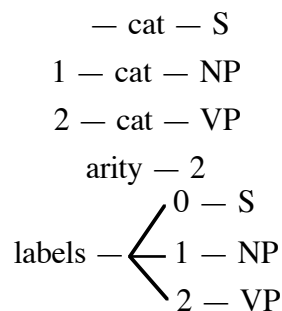 — cat — S
1 — cat — NP
2 — cat — VP
arity — 2
0 — S
labels — 1 — NP
2 — VP